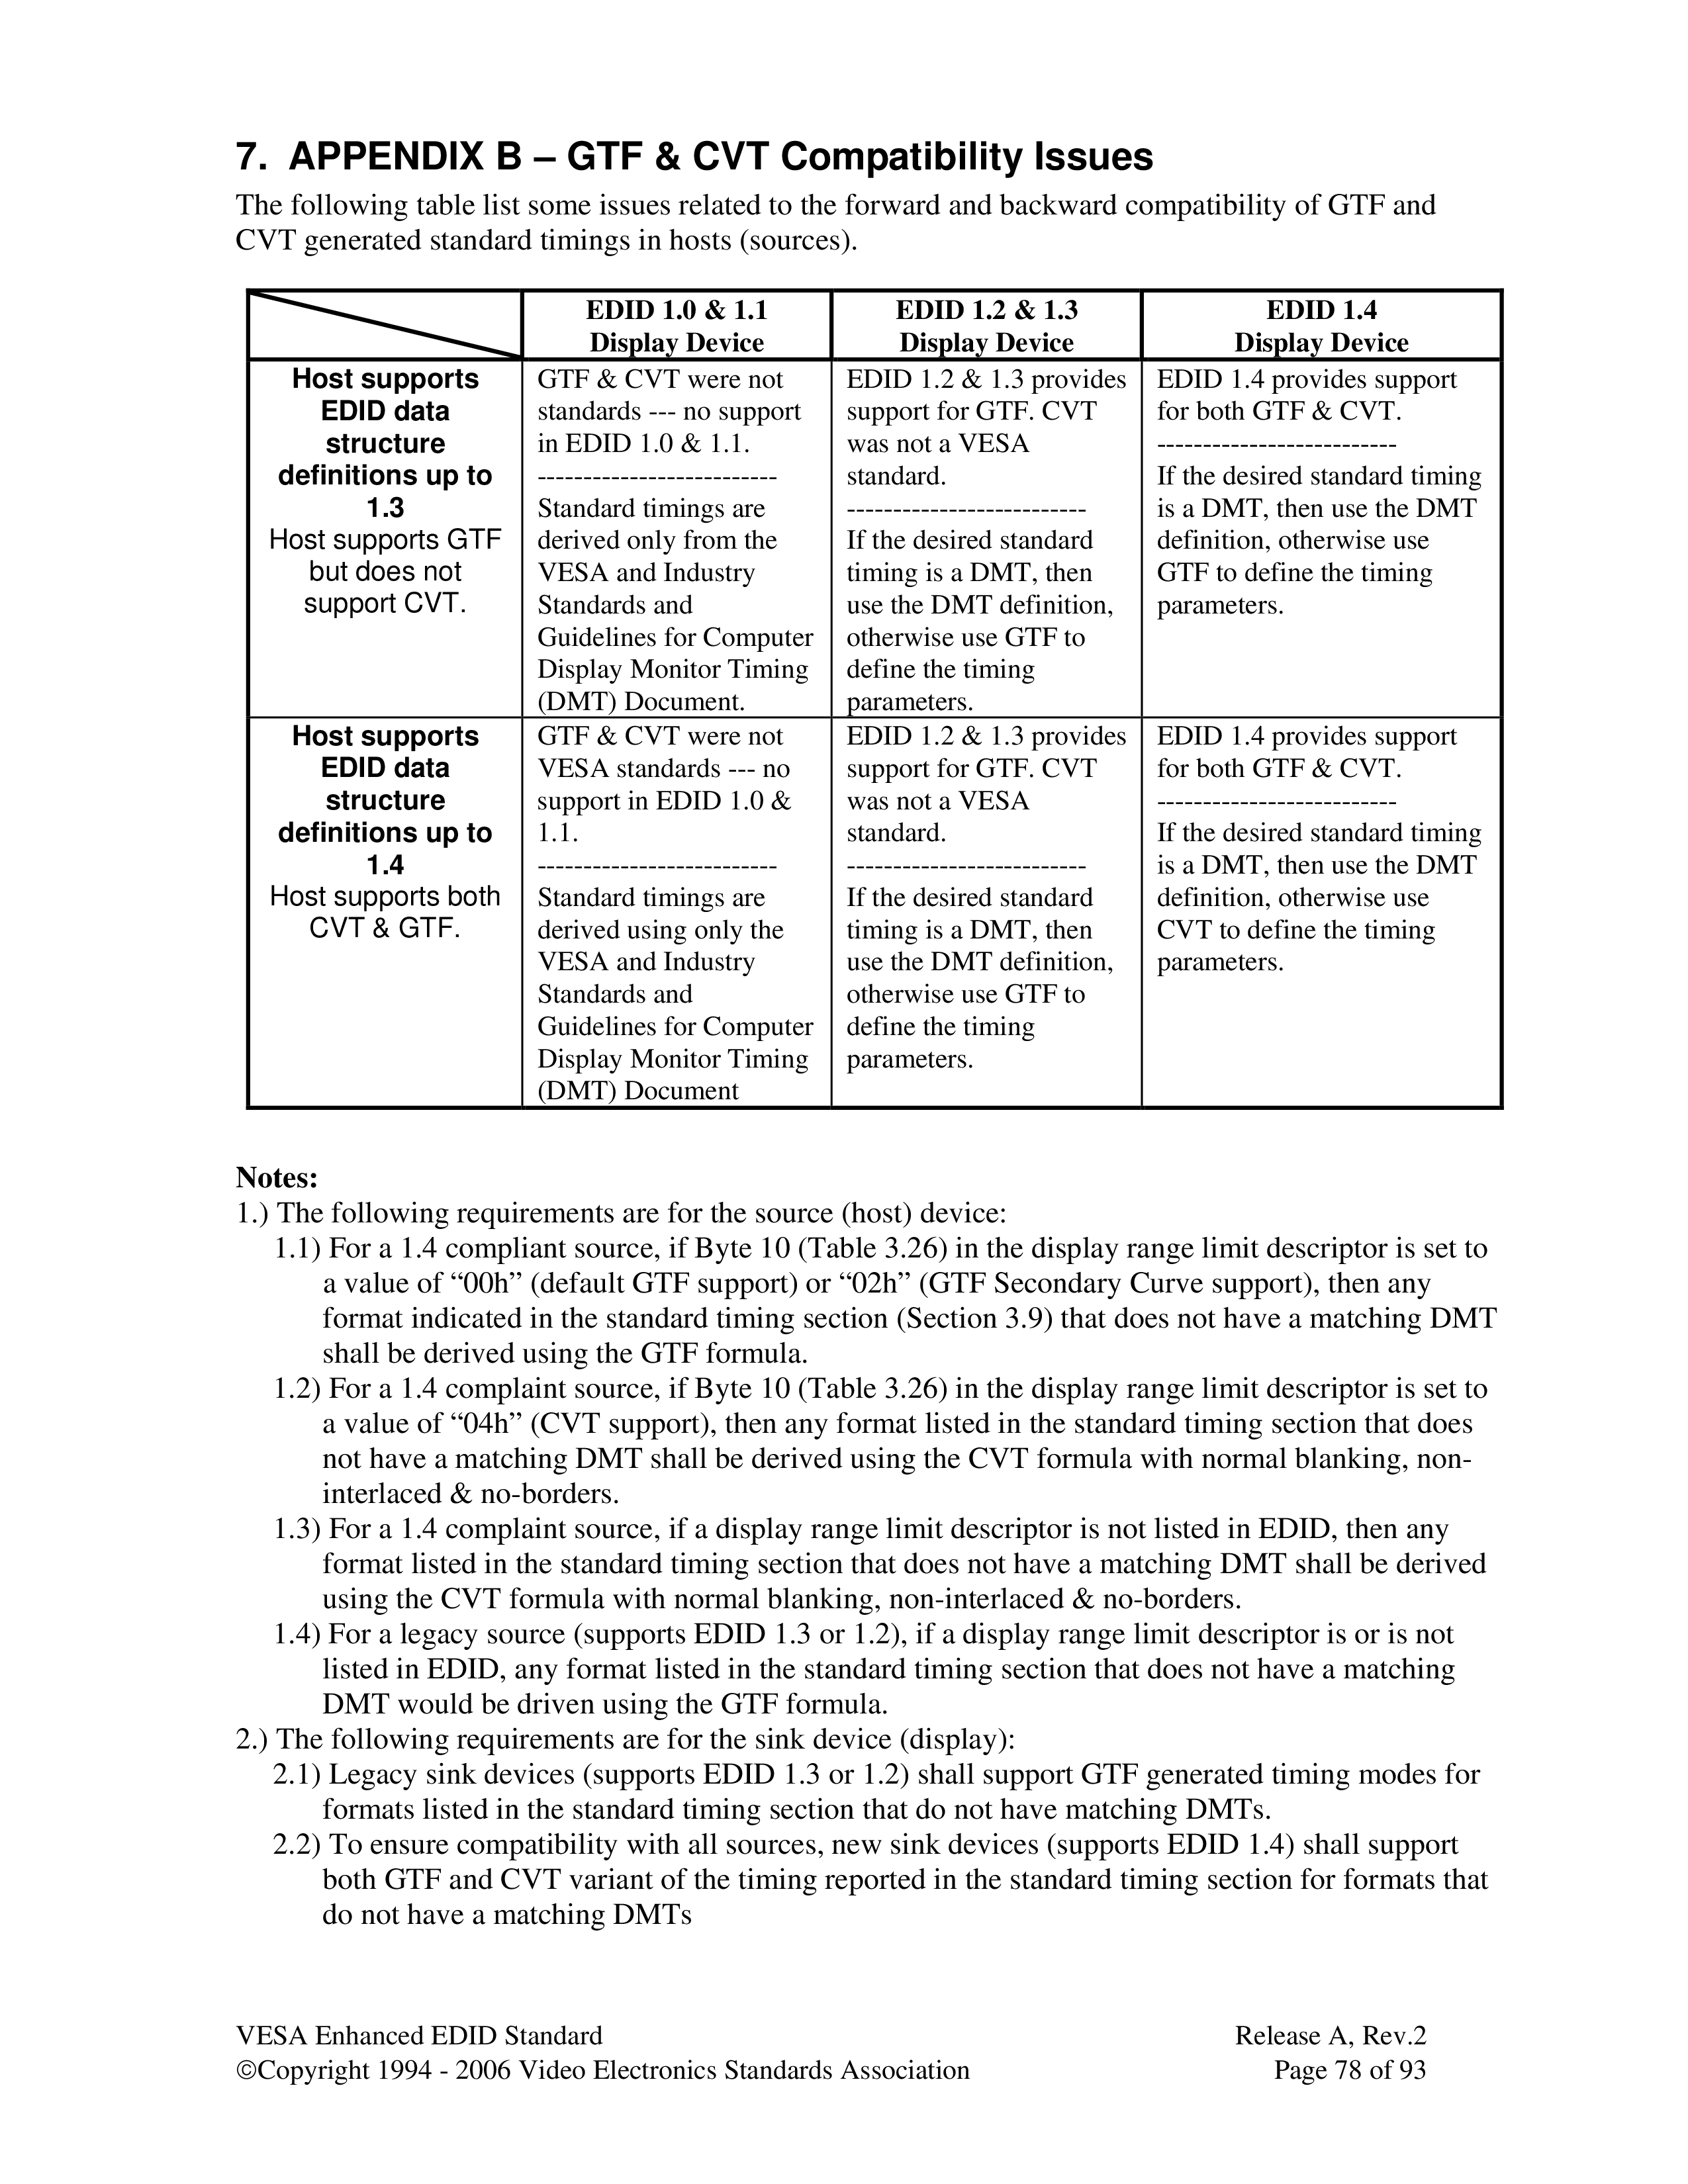 7. APPENDIX B – GTF & CVT Compatibility Issues
The following table list some issues related to the forward and backward compatibility of GTF and
CVT generated standard timings in hosts (sources).
EDID 1.0 & 1.1
Display Device
EDID 1.2 & 1.3
Display Device
EDID 1.4
Display Device
Host supports
EDID data
structure
definitions up to
1.3
Host supports GTF
but does not
support CVT.
GTF & CVT were not
standards --- no support
in EDID 1.0 & 1.1.
--------------------------
Standard timings are
derived only from the
VESA and Industry
Standards and
Guidelines for Computer
Display Monitor Timing
(DMT) Document.
EDID 1.2 & 1.3 provides
support for GTF. CVT
was not a VESA
standard.
--------------------------
If the desired standard
timing is a DMT, then
use the DMT definition,
otherwise use GTF to
define the timing
parameters.
EDID 1.4 provides support
for both GTF & CVT.
--------------------------
If the desired standard timing
is a DMT, then use the DMT
definition, otherwise use
GTF to define the timing
parameters.
Host supports
EDID data
structure
definitions up to
1.4
Host supports both
CVT & GTF.
GTF & CVT were not
VESA standards --- no
support in EDID 1.0 &
1.1.
--------------------------
Standard timings are
derived using only the
VESA and Industry
Standards and
Guidelines for Computer
Display Monitor Timing
(DMT) Document
EDID 1.2 & 1.3 provides
support for GTF. CVT
was not a VESA
standard.
--------------------------
If the desired standard
timing is a DMT, then
use the DMT definition,
otherwise use GTF to
define the timing
parameters.
EDID 1.4 provides support
for both GTF & CVT.
--------------------------
If the desired standard timing
is a DMT, then use the DMT
definition, otherwise use
CVT to define the timing
parameters.
Notes:
1.) The following requirements are for the source (host) device:
1.1) For a 1.4 compliant source, if Byte 10 (Table 3.26) in the display range limit descriptor is set to
a value of “00h” (default GTF support) or “02h” (GTF Secondary Curve support), then any
format indicated in the standard timing section (Section 3.9) that does not have a matching DMT
shall be derived using the GTF formula.
1.2) For a 1.4 complaint source, if Byte 10 (Table 3.26) in the display range limit descriptor is set to
a value of “04h” (CVT support), then any format listed in the standard timing section that does
not have a matching DMT shall be derived using the CVT formula with normal blanking, non-
interlaced & no-borders.
1.3) For a 1.4 complaint source, if a display range limit descriptor is not listed in EDID, then any
format listed in the standard timing section that does not have a matching DMT shall be derived
using the CVT formula with normal blanking, non-interlaced & no-borders.
1.4) For a legacy source (supports EDID 1.3 or 1.2), if a display range limit descriptor is or is not
listed in EDID, any format listed in the standard timing section that does not have a matching
DMT would be driven using the GTF formula.
2.) The following requirements are for the sink device (display):
2.1) Legacy sink devices (supports EDID 1.3 or 1.2) shall support GTF generated timing modes for
formats listed in the standard timing section that do not have matching DMTs.
2.2) To ensure compatibility with all sources, new sink devices (supports EDID 1.4) shall support
both GTF and CVT variant of the timing reported in the standard timing section for formats that
do not have a matching DMTs
VESA Enhanced EDID Standard Release A, Rev.2
©Copyright 1994 - 2006 Video Electronics Standards Association Page 78 of 93